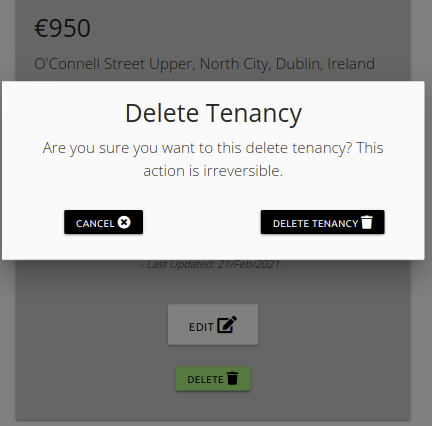 €950
O'Connell Street Upper, North City, Dublin, Ireland
Delete Tenancy
Are you sure you want to this delete tenancy? This
action is irreversible.
CANCEL
DELETE TENANCY
- Last Updated: 21/Feb/2021 -
EDIT
DELETE